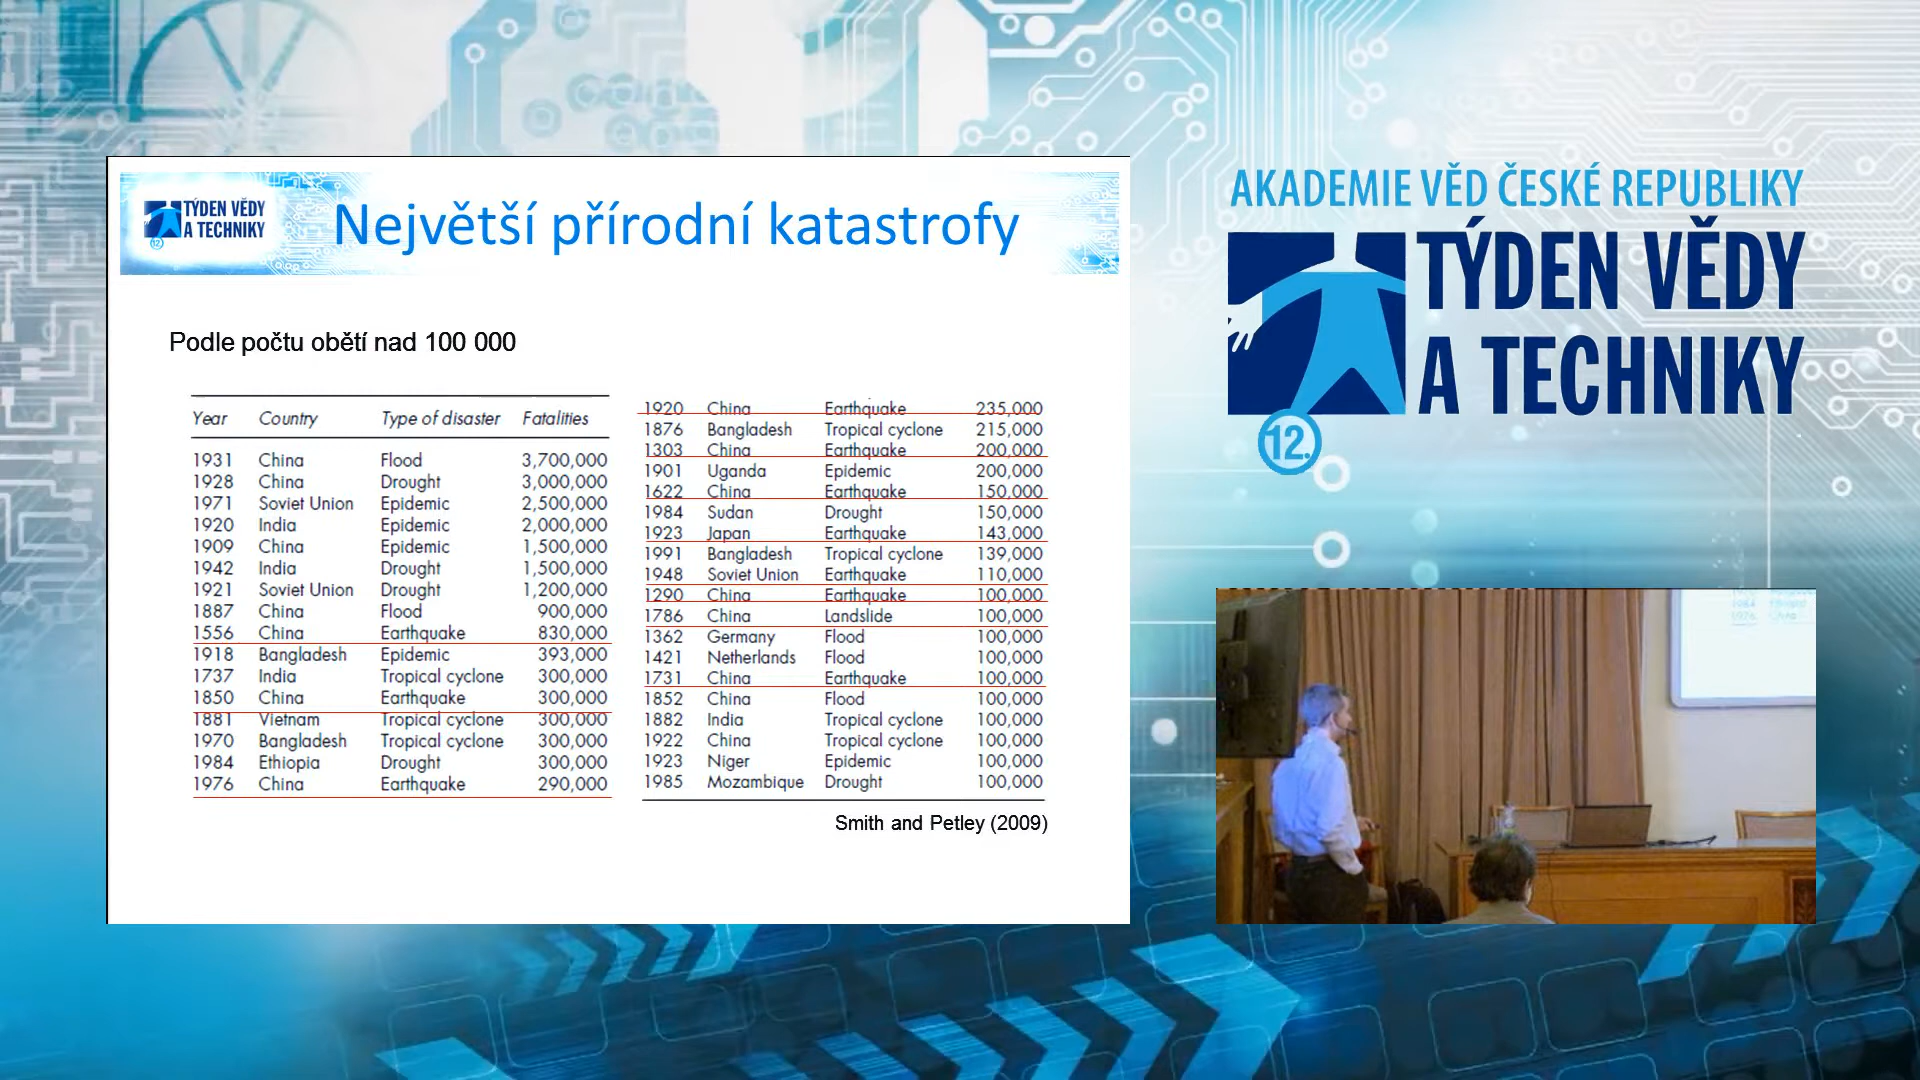 TÝDEN VĚDY
A TECHNIKY
12.
Největší přírodní katastrofy
Podle počtu obětí nad 100 000
Year Country Type of disaster Fatalities
1931 China Flood 3,700,000
1928 China Drought 3,000,000
1971 Soviet Union Epidemic 2,500,000
1920 India Epidemic 2,000,000
1909 China Epidemic 1,500,000
1942 India Drought 1,500,000
1921 Soviet Union Drought 1,200,000
1887 China Flood 900,000
1556 China Earthquake 830,000
1918 Bangladesh Epidemic 393,000
1737 India Tropical cyclone 300,000
1850 China Earthquake 300,000
1881 Vietnam Tropical cyclone 300,000
1970 Bangladesh Tropical cyclone 300,000
1984 Ethiopia Drought 300,000
1976 China Earthquake 290,000
1920 China Earthquake 235,000
1876 Bangladesh Tropical cyclone 215,000
1303 China Earthquake 200,000
1901 Uganda Epidemic 200,000
1622 China Earthquake 150,000
1984 Sudan Drought 150,000
1923 Japan Earthquake 143,000
1991 Bangladesh Tropical cyclone 139,000
1948 Soviet Union Earthquake 110,000
1290 China Earthquake 100,000
1786 China Landslide 100,000
1362 Germany Flood 100,000
1421 Netherlands Flood 100,000
1731 China Earthquake 100,000
1852 China Flood 100,000
1882 India Tropical cyclone 100,000
1922 China Tropical cyclone 100,000
1923 Niger Epidemic 100,000
1985 Mozambique Drought 100,000
Smith and Petley (2009)
AKADEMIE VĚD ČESKÉ REPUBLIKY
TÝDEN VĚDY
A TECHNIKY
12.